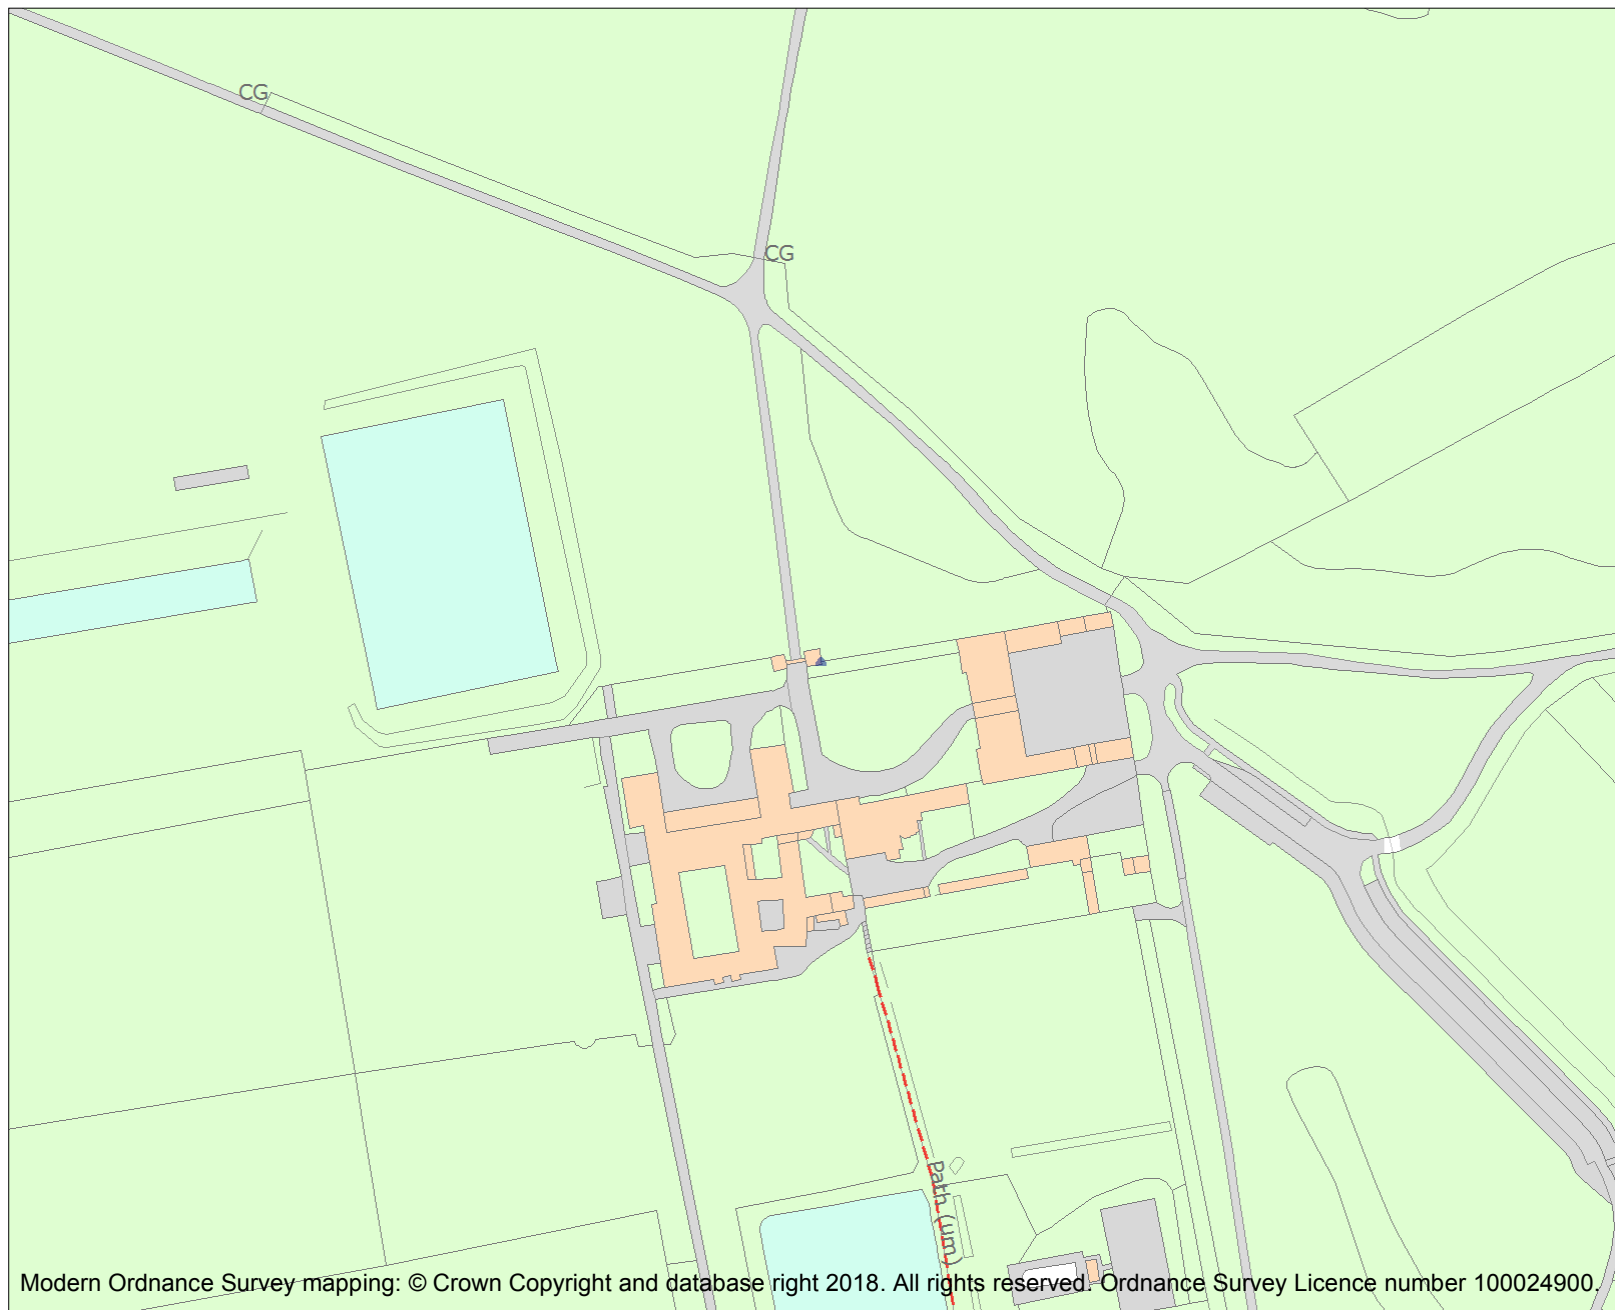 CG
CG
Path (um)
Modern Ordnance Survey mapping: © Crown Copyright and database right 2018. All rights reserved. Ordnance Survey Licence number 100024900.